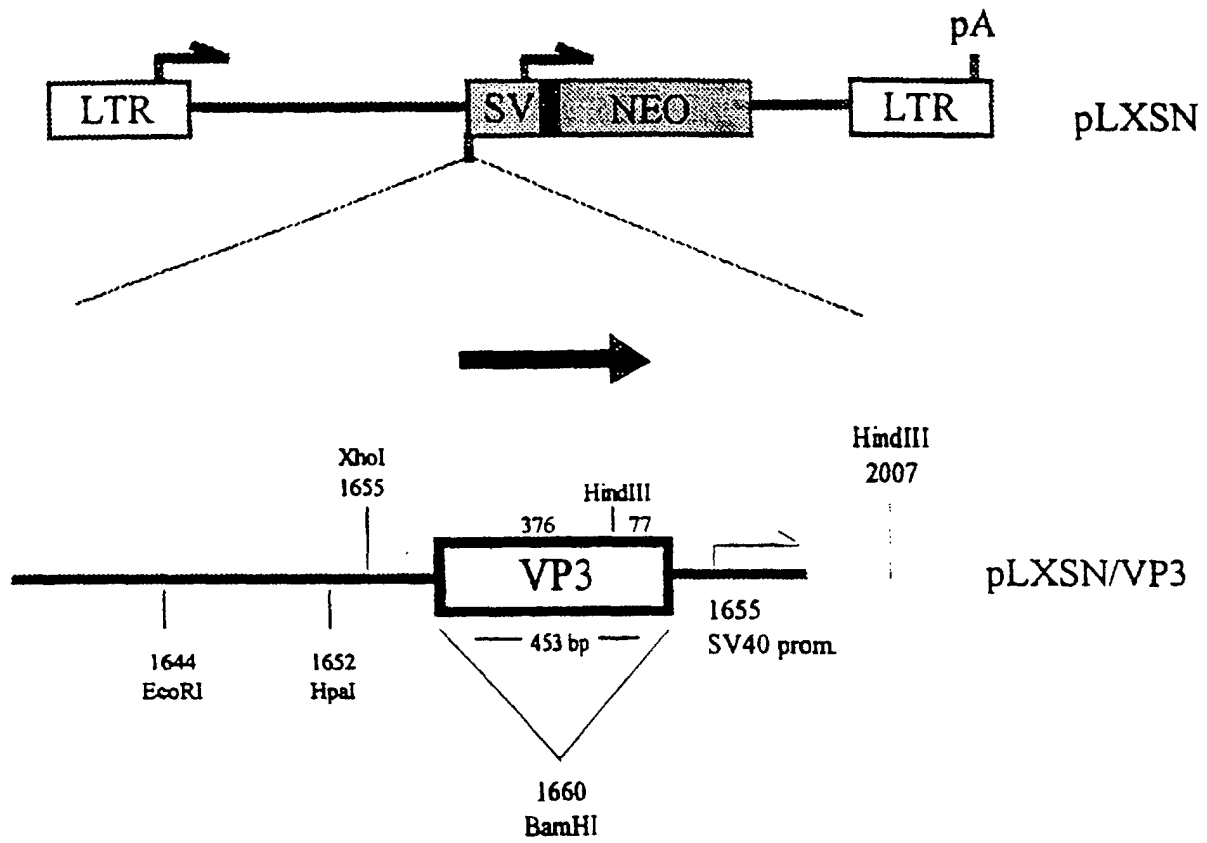 pA
LTR
SV
NEO
LTR
pLXSN
HindIII
2007
XhoI
1655
HindIII
376
77
VP3
pLXSN/VP3
453 bp
1655
SV40 prom.
1644
EcoRI
1652
HpaI
1660
BamHI